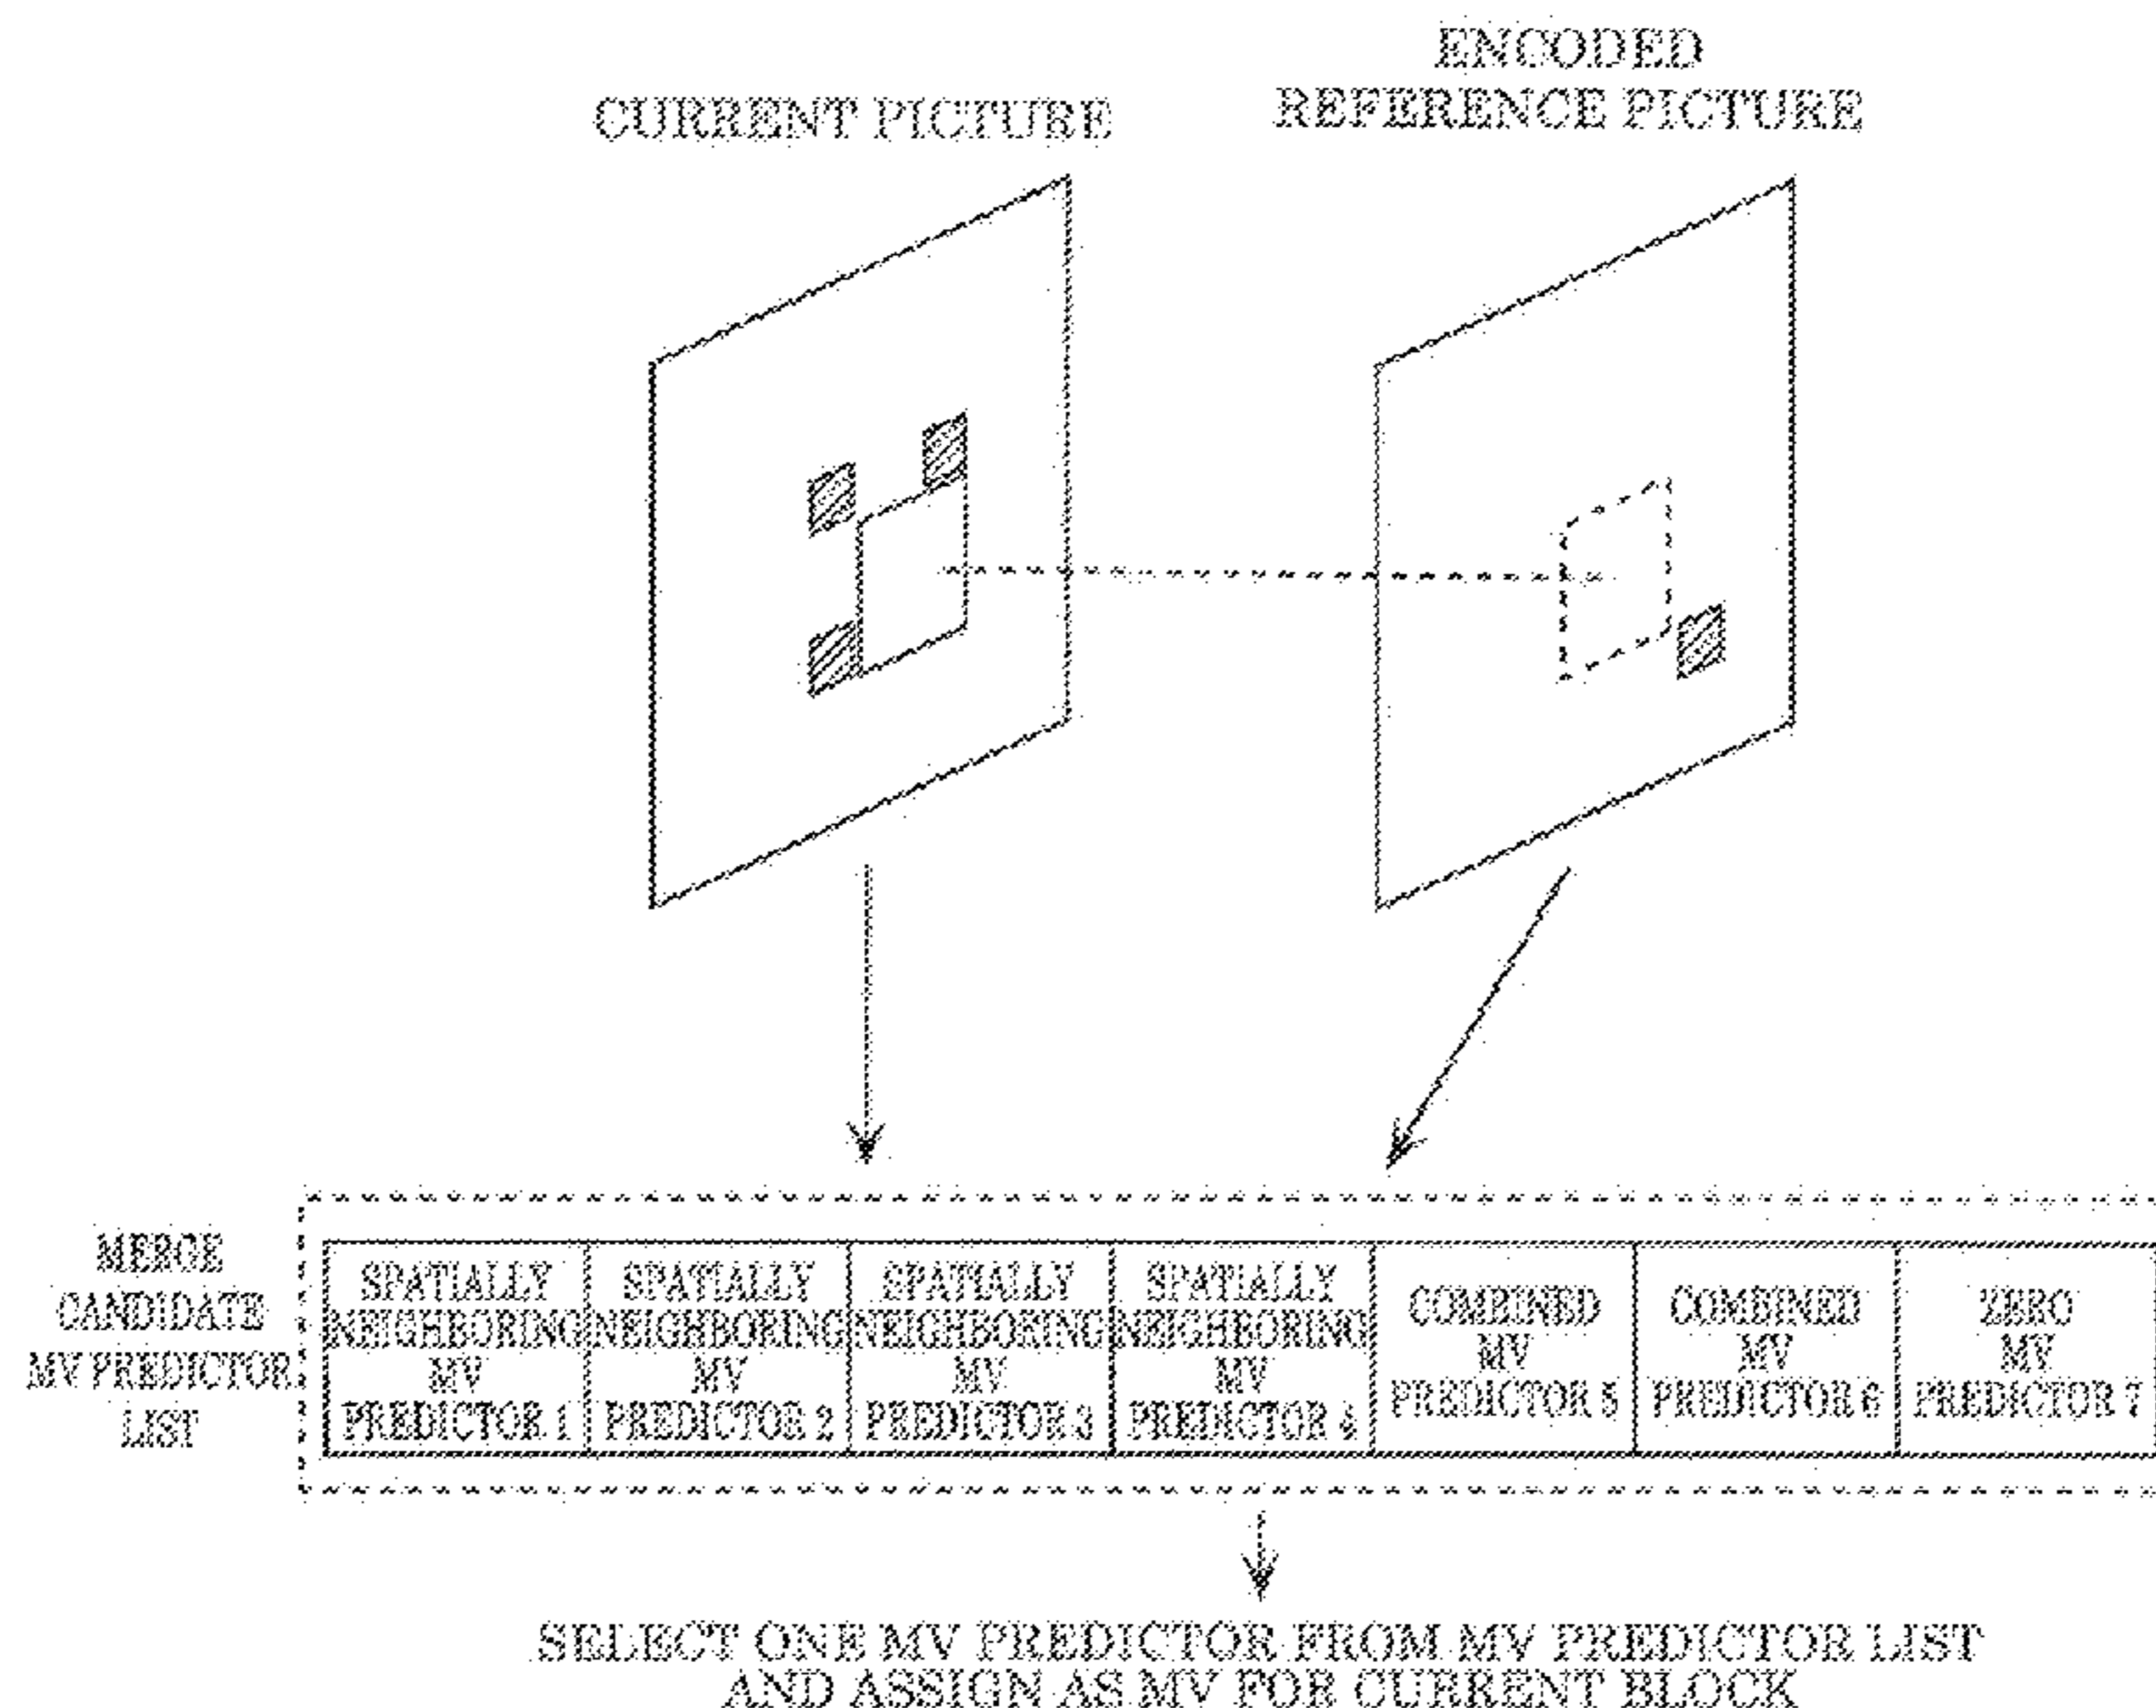 CURRENT PICTURE
ENCODED
REFERENCE PICTURE
MERGE
CANDIDATE
MV PREDICTOR
LIST
SPATIALLY
NEIGHBORING
MV
PREDICTOR 1
SPATIALLY
NEIGHBORING
MV
PREDICTOR 2
SPATIALLY
NEIGHBORING
MV
PREDICTOR 3
SPATIALLY
NEIGHBORING
MV
PREDICTOR 4
COMBINED
MV
PREDICTOR 5
COMBINED
MV
PREDICTOR 6
ZERO
MV
PREDICTOR 7
SELECT ONE MV PREDICTOR FROM MV PREDICTOR LIST
AND ASSIGN AS MV FOR CURRENT BLOCK